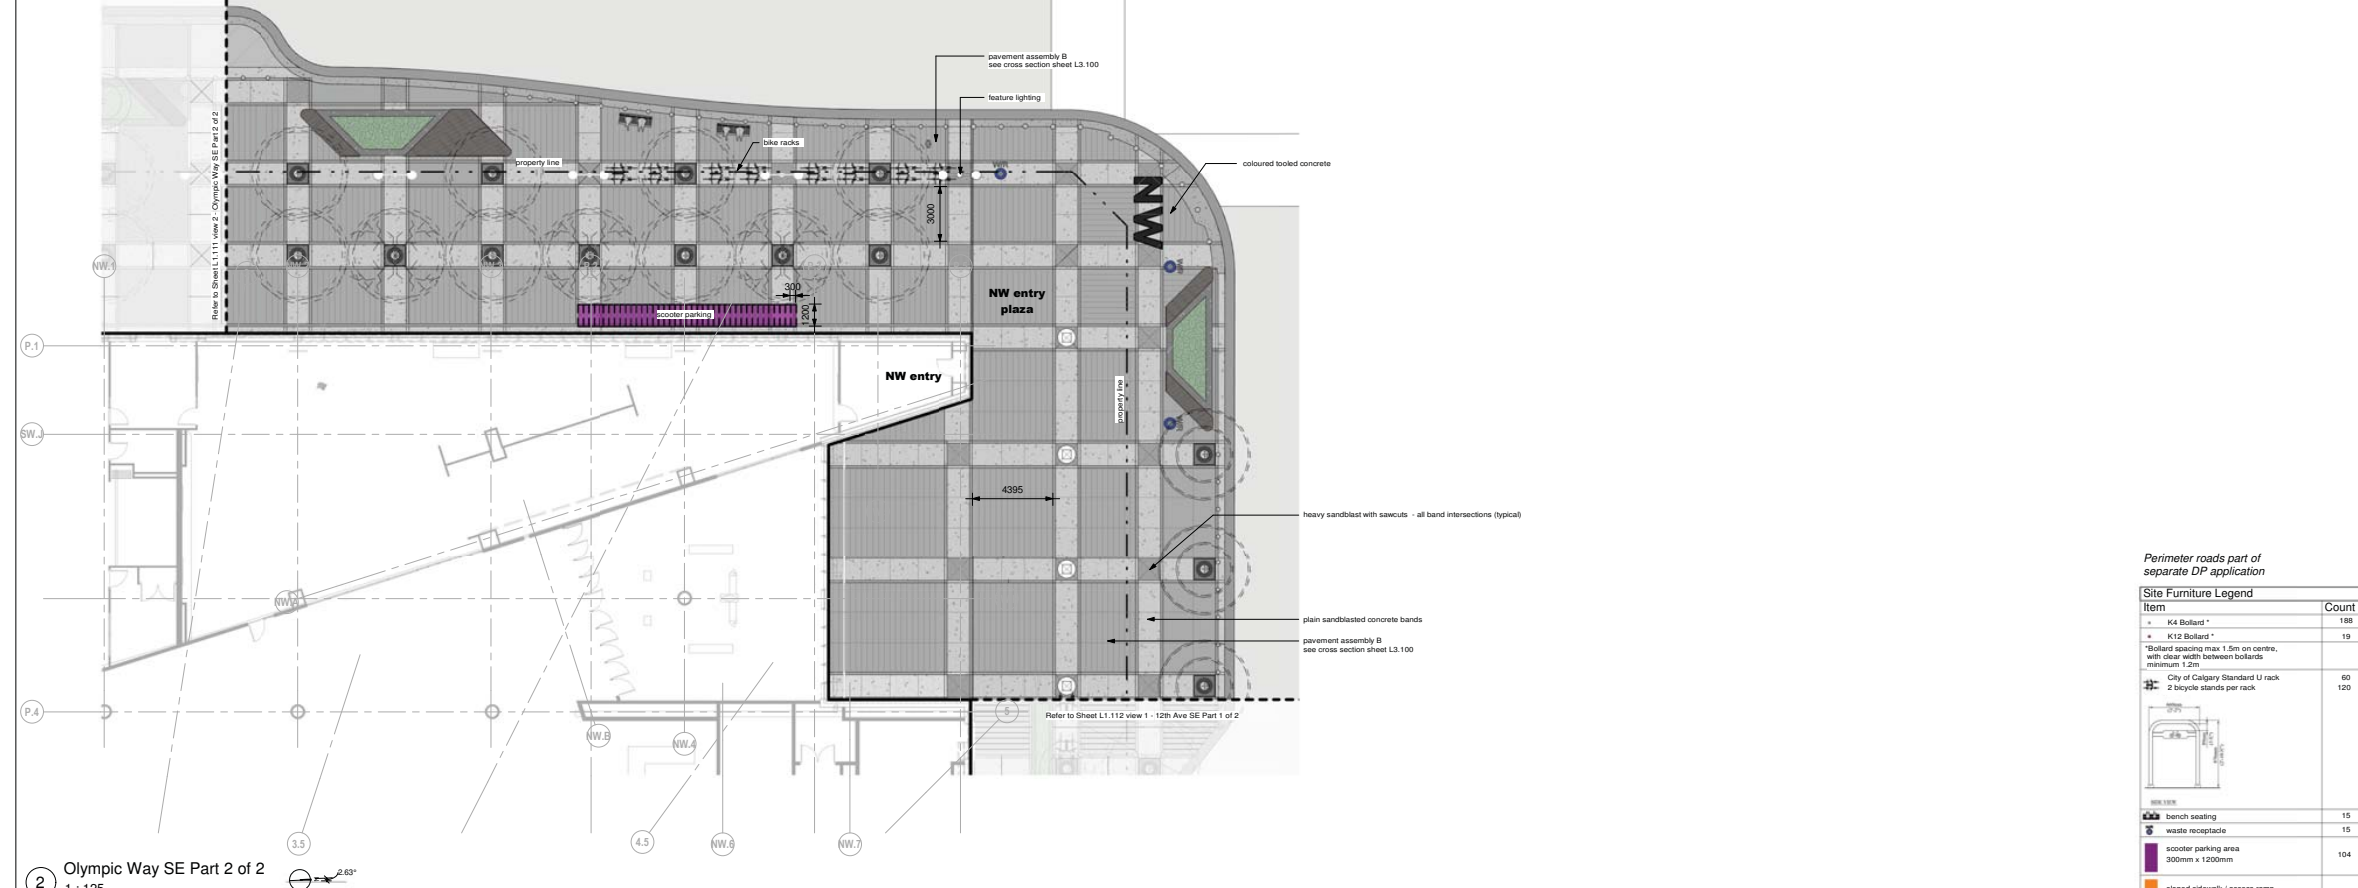 pavement assembly B
see cross section sheet L3.100
feature lighting
bike racks
property line
coloured tooled concrete
NW
Refer to Sheet L1.111 view 2 - Olympic Way SE Part 2 of 2
3000
NW.1
300
1200
scooter parking
NW entry
plaza
P.1
NW entry
property line
SW.J
4395
heavy sandblast with sawcuts - all band intersections (typical)
plain sandblasted concrete bands
pavement assembly B
see cross section sheet L3.100
P.4
Refer to Sheet L1.112 view 1 - 12th Ave SE Part 1 of 2
NW.B
NW.4
3.5
4.5
NW.6
NW.7
2
Olympic Way SE Part 2 of 2
1 : 125
2.63°
Perimeter roads part of
separate DP application
Site Furniture Legend
Item Count
K4 Bollard * 188
K12 Bollard * 19
*Bollard spacing max 1.5m on centre,
with clear width between bollards
minimum 1.2m
City of Calgary Standard U rack 60
2 bicycle stands per rack 120
bench seating 15
waste receptacle 15
scooter parking area
300mm x 1200mm 104